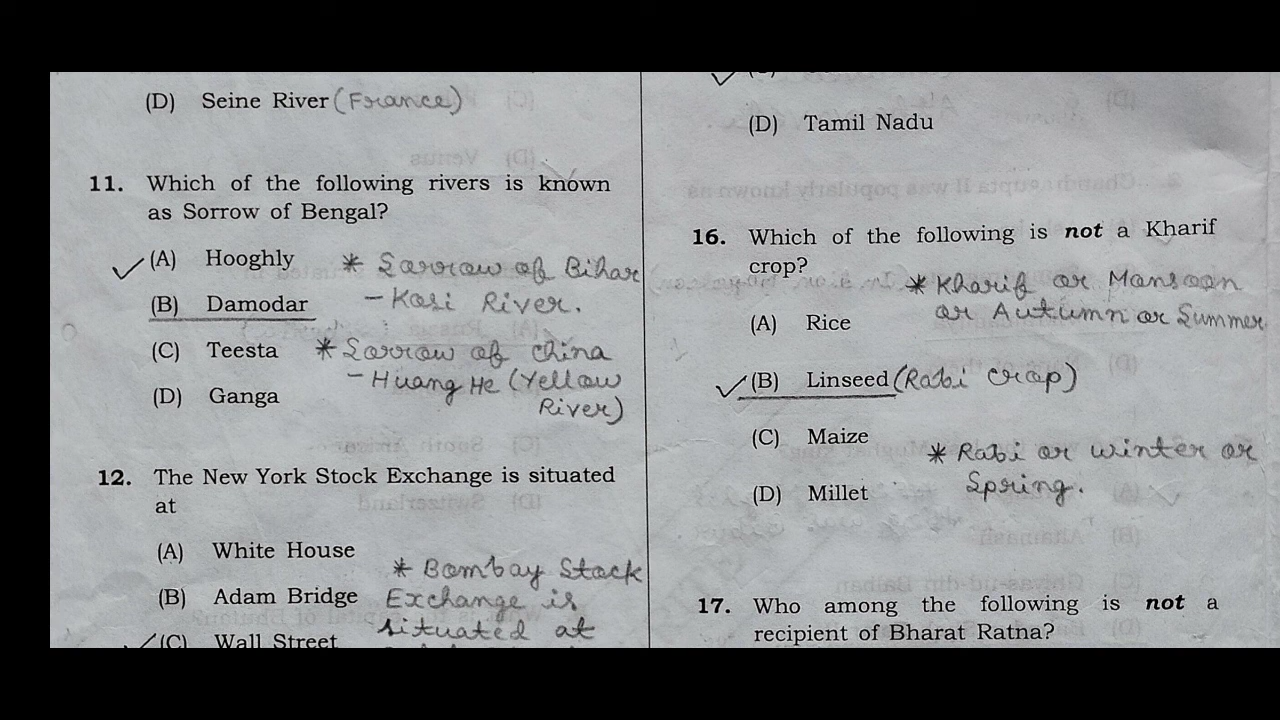 (D) Seine River (France)
11. Which of the following rivers is known
as Sorrow of Bengal?
(A) Hooghly * Sorrow of Bihar
(B) Damodar - Kosi River.
(C) Teesta * Sorrow of China
- Huang He (Yellow
(D) Ganga River)
12. The New York Stock Exchange is situated
at
(A) White House
* Bombay Stock
(B) Adam Bridge Exchange is
situated at
(C) Wall Street
(D) Tamil Nadu
16. Which of the following is not a Kharif
crop?
* Kharif or Monsoon
(A) Rice or Autumn or Summer
(B) Linseed (Rabi crop)
(C) Maize
* Rabi or winter or
(D) Millet Spring.
17. Who among the following is not a
recipient of Bharat Ratna?